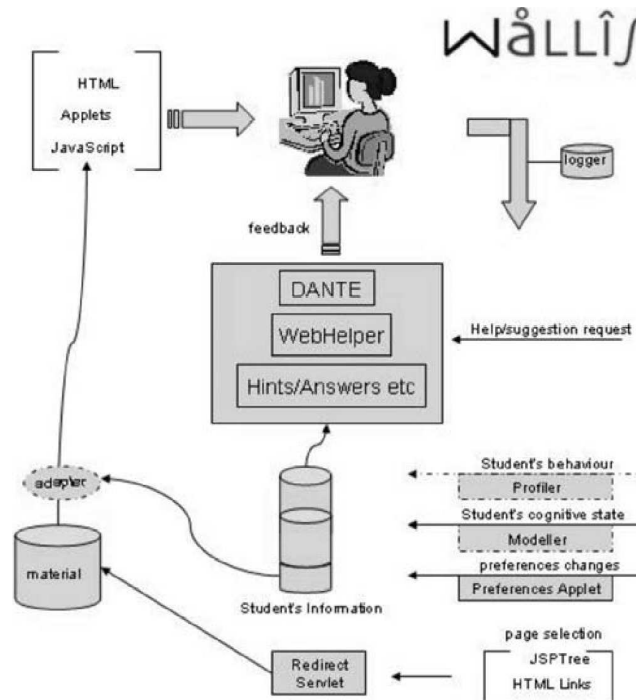 WÅLLÎ
HTML
Applets
JavaScript
logger
feedback
DANTE
WebHelper
Hints/Answers etc
Help/suggestion request
Student's behaviour
Profiler
Student's cognitive state
Modeller
preferences changes
Preferences Applet
adapter
material
Student's Information
page selection
JSPTree
HTML Links
Redirect
Servlet